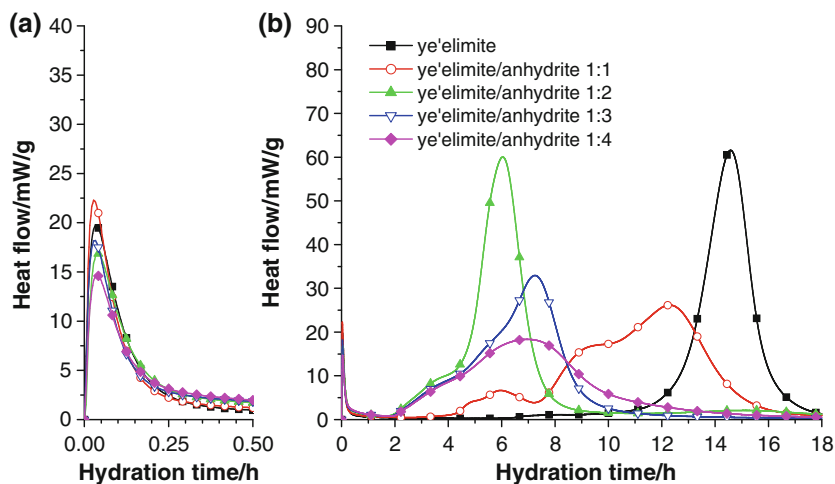 (a)
40
35
30
25
20
15
10
5
0
Heat flow/mW/g
0.00 0.25 0.50
Hydration time/h
(b)
90
80
70
60
50
40
30
20
10
0
Heat flow/mW/g
ye'elimite
ye'elimite/anhydrite 1:1
ye'elimite/anhydrite 1:2
ye'elimite/anhydrite 1:3
ye'elimite/anhydrite 1:4
0 2 4 6 8 10 12 14 16 18
Hydration time/h